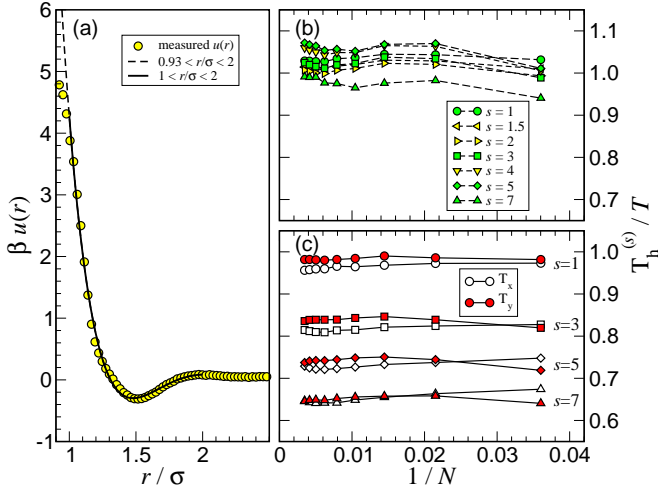 (a)
measured u(r)
0.93 < r/σ < 2
1 < r/σ < 2
6
5
4
3
2
1
0
-1
β u(r)
1
1.5
2
r / σ
(b)
s = 1
s = 1.5
s = 2
s = 3
s = 4
s = 5
s = 7
1.1
1.0
0.9
0.8
0.7
(c)
T_x
T_y
s=1
s=3
s=5
s=7
1.0
0.9
0.8
0.7
0.6
T_h^(s) / T
0
0.01
0.02
0.03
0.04
1 / N